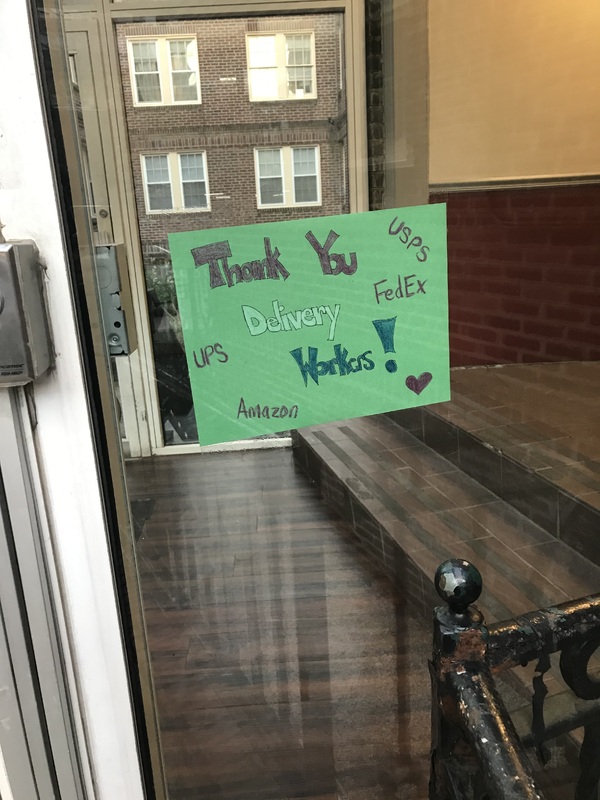 Thank You
USPS
FedEx
Delivery
UPS
Workers!
Amazon